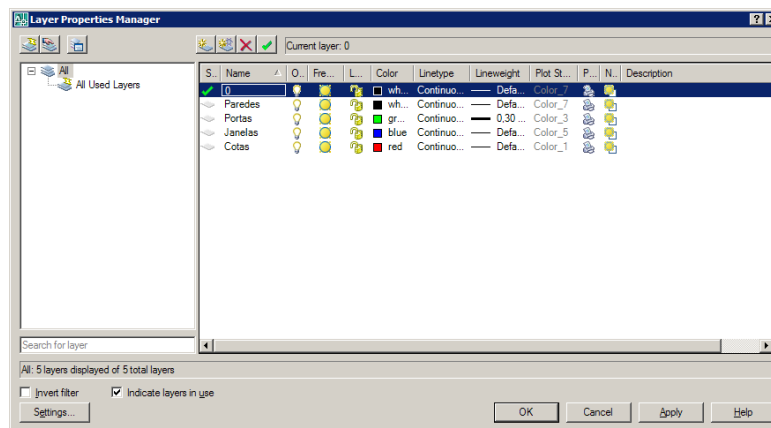 Layer Properties Manager
Current layer: 0
All
All Used Layers
S.. Name O.. Fre... L... Color Linetype Lineweight Plot St... P... N.. Description
0 wh... Continuo... Defa... Color_7
Paredes wh... Continuo... Defa... Color_7
Portas gr... Continuo... 0,30 ... Color_3
Janelas blue Continuo... Defa... Color_5
Cotas red Continuo... Defa... Color_1
Search for layer
All: 5 layers displayed of 5 total layers
Invert filter Indicate layers in use
Settings... OK Cancel Apply Help